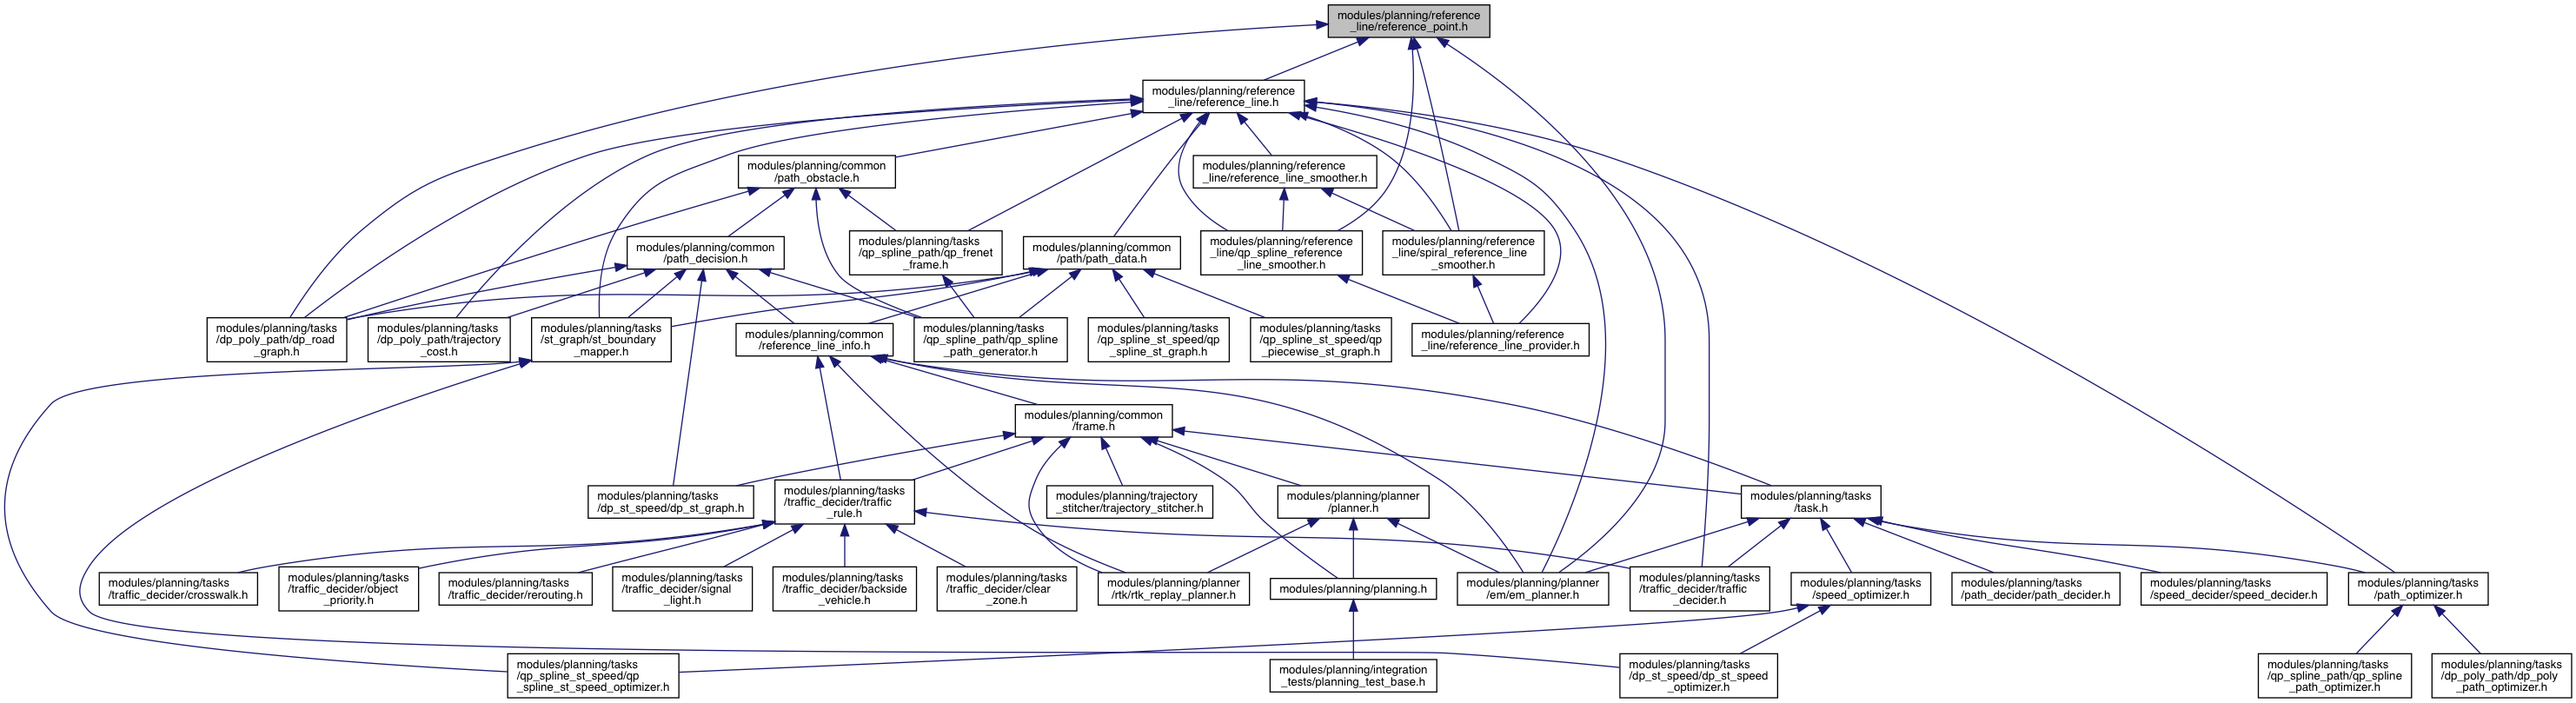 modules/planning/reference
_line/reference_point.h
modules/planning/reference
_line/reference_line.h
modules/planning/common
/path_obstacle.h
modules/planning/reference
_line/reference_line_smoother.h
modules/planning/common
/path_decision.h
modules/planning/tasks
/qp_spline_path/qp_frenet
_frame.h
modules/planning/common
/path/path_data.h
modules/planning/reference
_line/qp_spline_reference
_line_smoother.h
modules/planning/reference
_line/spiral_reference_line
_smoother.h
modules/planning/tasks
/dp_poly_path/dp_road
_graph.h
modules/planning/tasks
/dp_poly_path/trajectory
_cost.h
modules/planning/tasks
/st_graph/st_boundary
_mapper.h
modules/planning/common
/reference_line_info.h
modules/planning/tasks
/qp_spline_path/qp_spline
_path_generator.h
modules/planning/tasks
/qp_spline_st_speed/qp
_spline_st_graph.h
modules/planning/tasks
/qp_spline_st_speed/qp
_piecewise_st_graph.h
modules/planning/reference
_line/reference_line_provider.h
modules/planning/common
/frame.h
modules/planning/tasks
/dp_st_speed/dp_st_graph.h
modules/planning/tasks
/traffic_decider/traffic
_rule.h
modules/planning/trajectory
_stitcher/trajectory_stitcher.h
modules/planning/planner
/planner.h
modules/planning/tasks
/task.h
modules/planning/tasks
/traffic_decider/crosswalk.h
modules/planning/tasks
/traffic_decider/object
_priority.h
modules/planning/tasks
/traffic_decider/rerouting.h
modules/planning/tasks
/traffic_decider/signal
_light.h
modules/planning/tasks
/traffic_decider/backside
_vehicle.h
modules/planning/tasks
/traffic_decider/clear
_zone.h
modules/planning/planner
/rtk/rtk_replay_planner.h
modules/planning/planning.h
modules/planning/planner
/em/em_planner.h
modules/planning/tasks
/traffic_decider/traffic
_decider.h
modules/planning/tasks
/speed_optimizer.h
modules/planning/tasks
/path_decider/path_decider.h
modules/planning/tasks
/speed_decider/speed_decider.h
modules/planning/tasks
/path_optimizer.h
modules/planning/tasks
/qp_spline_st_speed/qp
_spline_st_speed_optimizer.h
modules/planning/integration
_tests/planning_test_base.h
modules/planning/tasks
/dp_st_speed/dp_st_speed
_optimizer.h
modules/planning/tasks
/qp_spline_path/qp_spline
_path_optimizer.h
modules/planning/tasks
/dp_poly_path/dp_poly
_path_optimizer.h